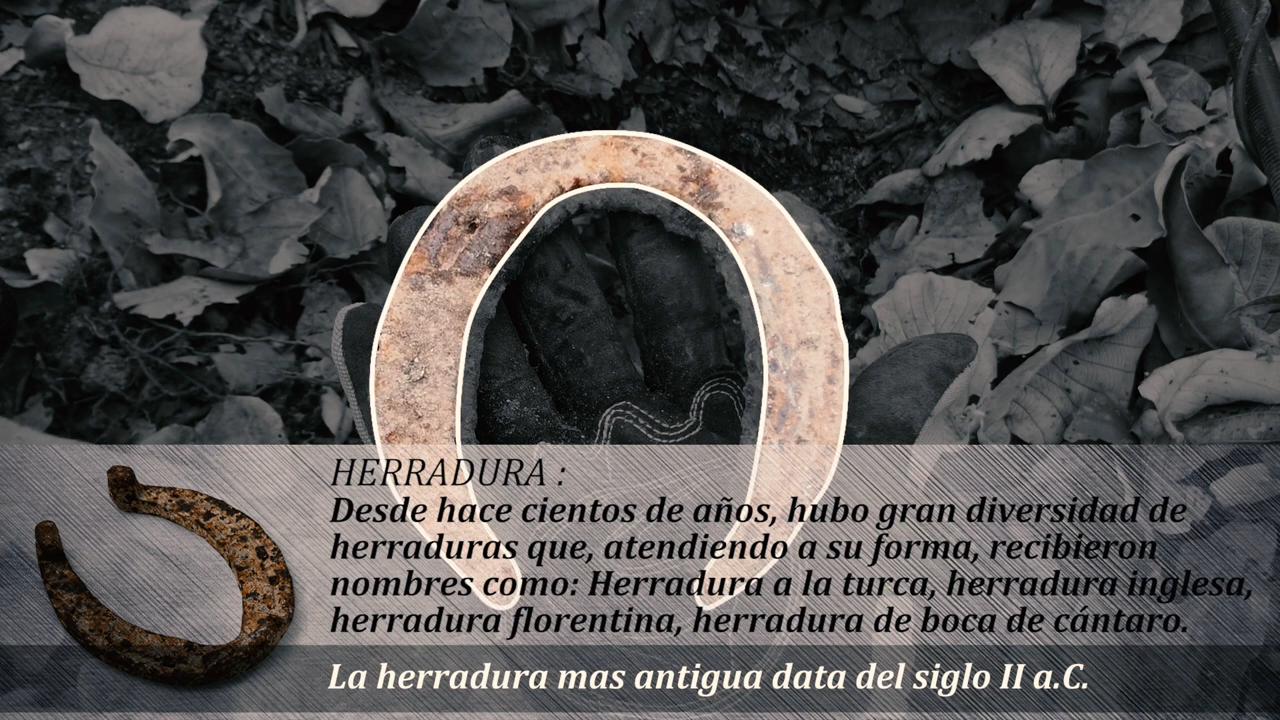 HERRADURA :
Desde hace cientos de años, hubo gran diversidad de
herraduras que, atendiendo a su forma, recibieron
nombres como: Herradura a la turca, herradura inglesa,
herradura florentina, herradura de boca de cántaro.
La herradura mas antigua data del siglo II a.C.